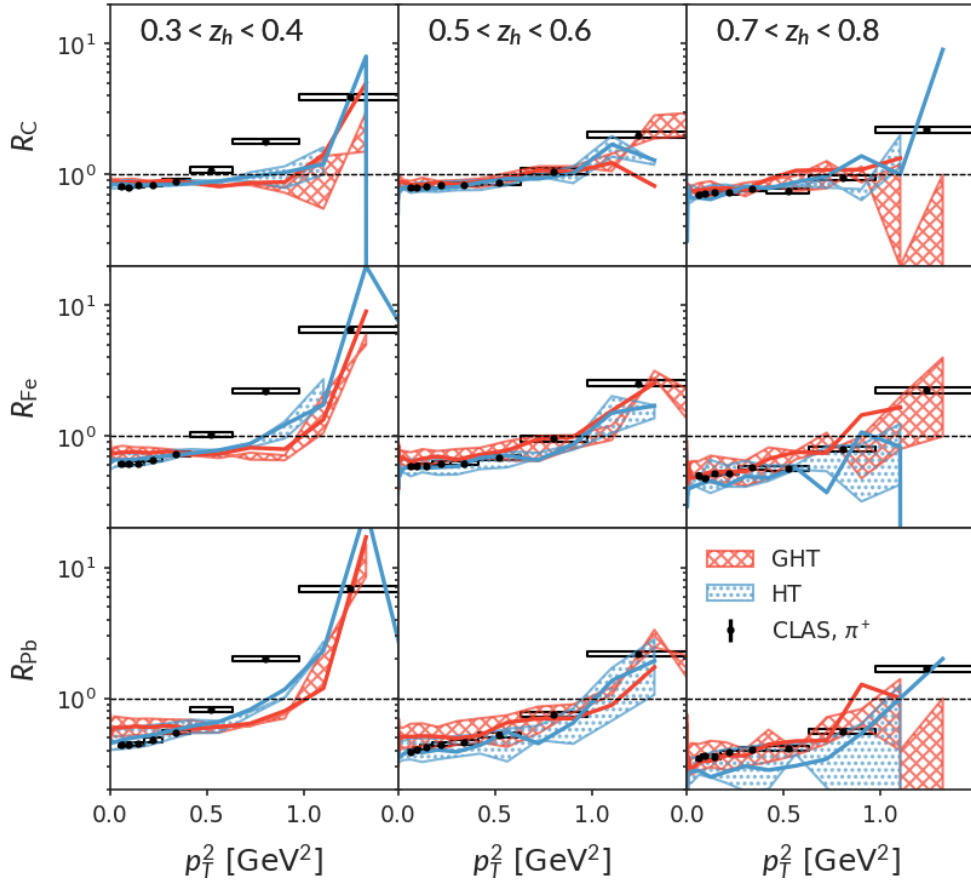 0.3 < z_h < 0.4
0.5 < z_h < 0.6
0.7 < z_h < 0.8
10^1
R_C
10^0
10^1
R_Fe
10^0
GHT
HT
CLAS, π^+
10^1
R_Pb
10^0
0.0 0.5 1.0 0.0 0.5 1.0 0.0 0.5 1.0
p_T^2 [GeV^2] p_T^2 [GeV^2] p_T^2 [GeV^2]